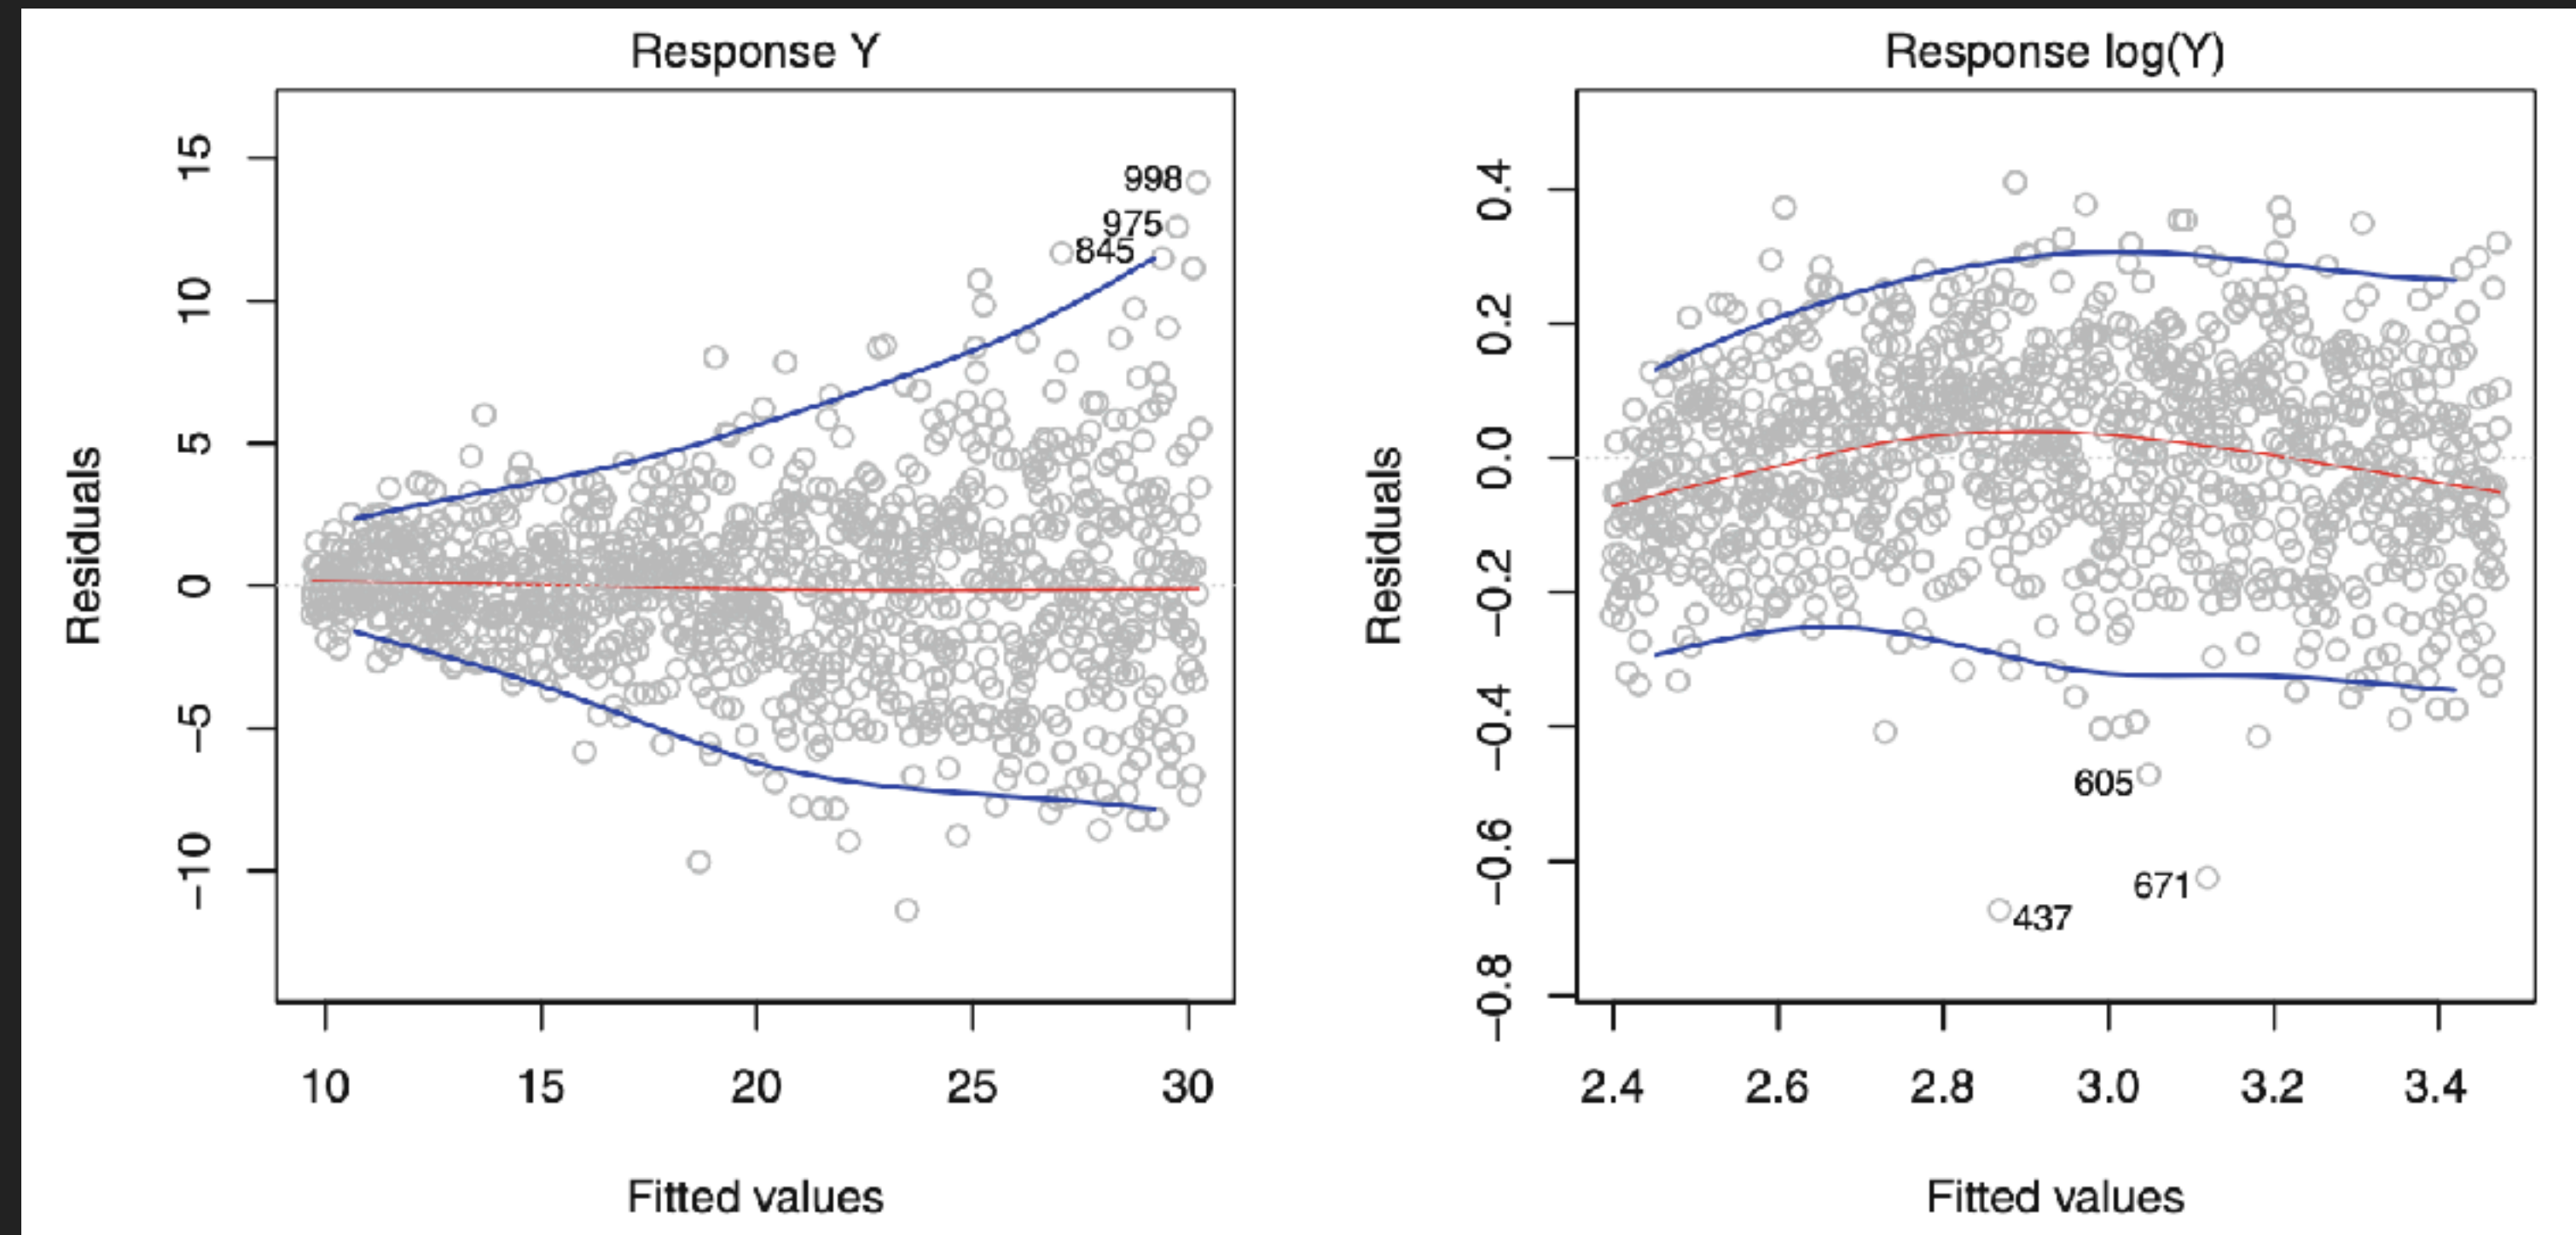 Response Y
Residuals
15
10
5
0
−5
−10
998
975
845
10 15 20 25 30
Fitted values
Response log(Y)
Residuals
0.4
0.2
0.0
−0.2
−0.4
−0.6
−0.8
605
671
437
2.4 2.6 2.8 3.0 3.2 3.4
Fitted values